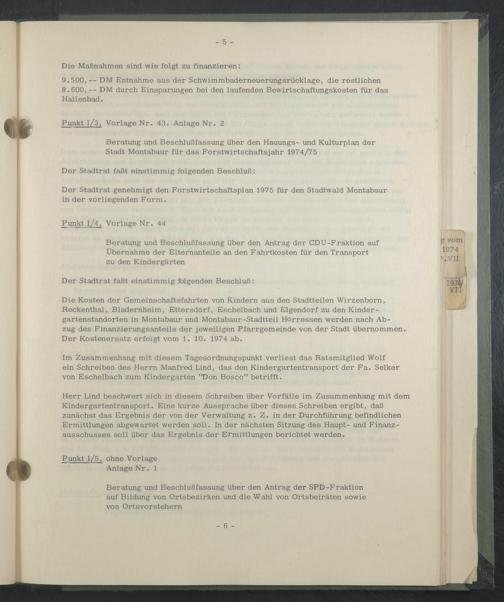 - 5 -
Die Maßnahmen sind wie folgt zu finanzieren:
9.500,-- DM Entnahme aus der Schwimmbaderneuerungsrücklage, die restlichen
8.600,-- DM durch Einsparungen bei den laufenden Bewirtschaftungskosten für das
Hallenbad.
Punkt I/3, Vorlage Nr. 43. Anlage Nr. 2
Beratung und Beschlußfassung über den Hauungs- und Kulturplan der
Stadt Montabaur für das Forstwirtschaftsjahr 1974/75
Der Stadtrat faßt einstimmig folgenden Beschluß:
Der Stadtrat genehmigt den Forstwirtschaftsplan 1975 für den Stadtwald Montabaur
in der vorliegenden Form.
Punkt I/4, Vorlage Nr. 44
Beratung und Beschlußfassung über den Antrag der CDU-Fraktion auf
Übernahme der Elternanteile an den Fahrtkosten für den Transport
zu den Kindergärten
Der Stadtrat faßt einstimmig folgenden Beschluß:
Die Kosten der Gemeinschaftsfahrten von Kindern aus den Stadtteilen Wirzenborn,
Reckenthal, Bladernheim, Ettersdorf, Eschelbach und Elgendorf zu den Kinder-
gartenstandorten in Montabaur und Montabaur-Stadtteil Horressen werden nach Ab-
zug des Finanzierungsanteils der jeweiligen Pfarrgemeinde von der Stadt übernommen.
Der Kostenersatz erfolgt vom 1. 10. 1974 ab.
Im Zusammenhang mit diesem Tagesordnungspunkt verliest das Ratsmitglied Wolf
ein Schreiben des Herrn Manfred Lind, das den Kindergartentransport der Fa. Selker
von Eschelbach zum Kindergarten "Don Bosco" betrifft.
Herr Lind beschwert sich in diesem Schreiben über Vorfälle im Zusammenhang mit dem
Kindergartentransport. Eine kurze Aussprache über dieses Schreiben ergibt, daß
zunächst das Ergebnis der von der Verwaltung z. Z. in der Durchführung befindlichen
Ermittlungen abgewartet werden soll. In der nächsten Sitzung des Haupt- und Finanz-
ausschusses soll über das Ergebnis der Ermittlungen berichtet werden.
Punkt I/5, ohne Vorlage
Anlage Nr. 1
Beratung und Beschlußfassung über den Antrag der SPD-Fraktion
auf Bildung von Ortsbezirken und die Wahl von Ortsbeiräten sowie
von Ortsvorstehern
- 6 -
vom
1974
VII
1974/
VII